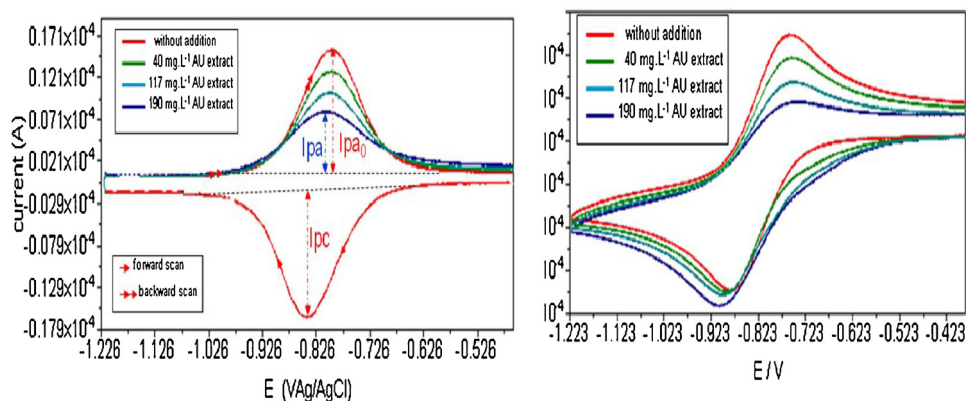 0.171x10⁴
0.121x10⁴
0.071x10⁴
0.021x10⁴
-0.029x10⁴
-0.079x10⁴
-0.129x10⁴
-0.179x10⁴
current (A)
without addition
40 mg.L⁻¹ AU extract
117 mg.L⁻¹ AU extract
190 mg.L⁻¹ AU extract
Ipa
Ipa₀
Ipc
forward scan
backward scan
-1.226 -1.126 -1.026 -0.926 -0.826 -0.726 -0.626 -0.526
E (VAg/AgCl)
without addition
40 mg.L⁻¹ AU extract
117 mg.L⁻¹ AU extract
190 mg.L⁻¹ AU extract
10⁴
10⁴
10⁴
10⁴
10⁴
10⁴
10⁴
-1.223 -1.123 -1.023 -0.923 -0.823 -0.723 -0.623 -0.523 -0.423
E / V